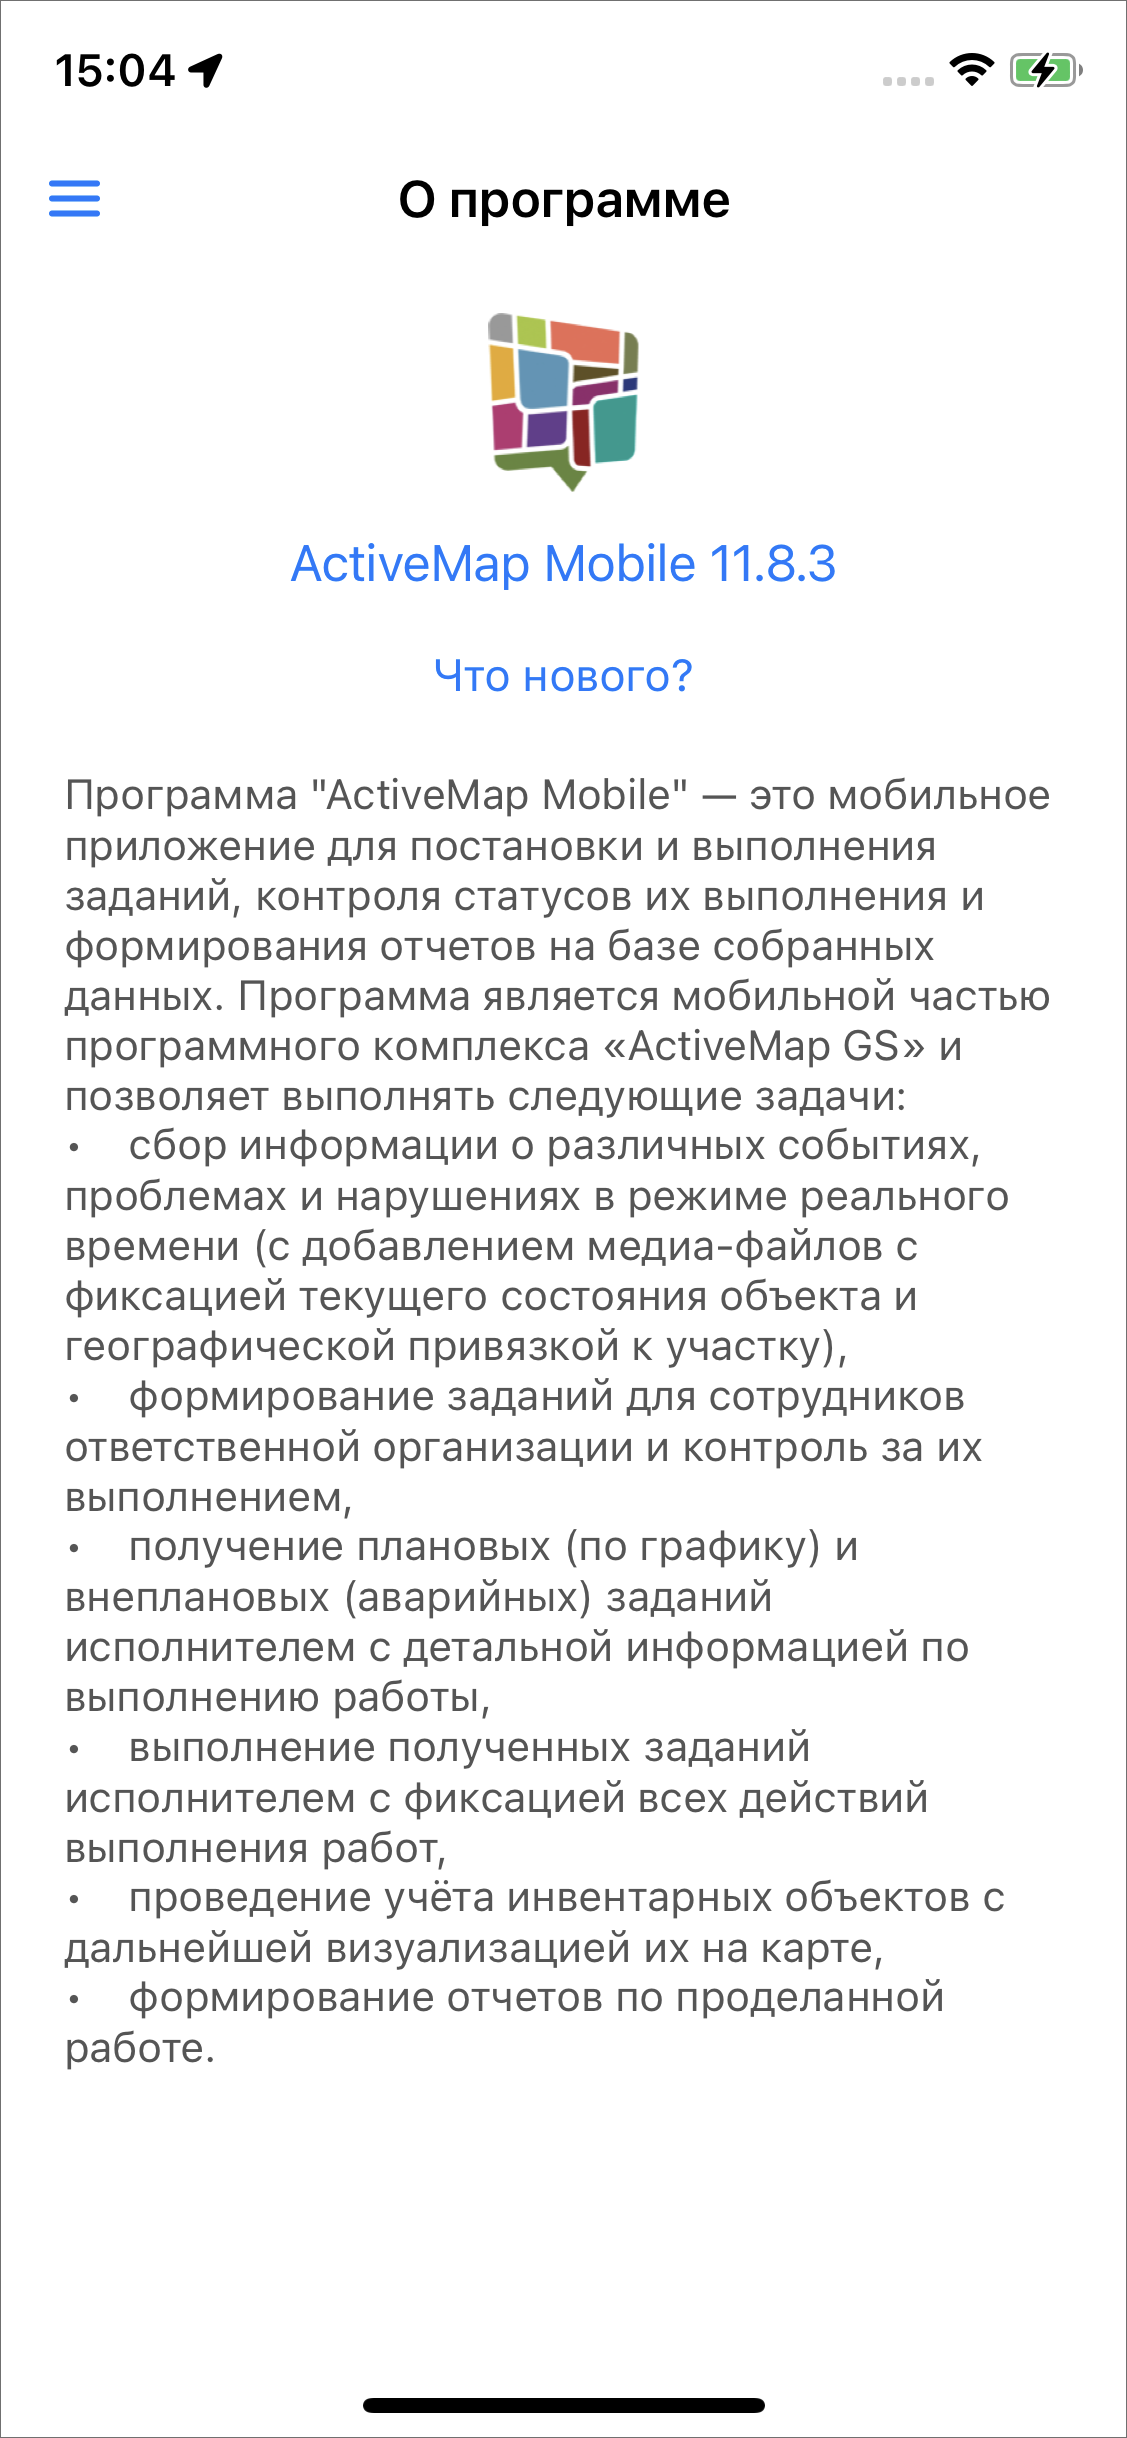 15:04
О программе
ActiveMap Mobile 11.8.3
Что нового?
Программа "ActiveMap Mobile" — это мобильное
приложение для постановки и выполнения
заданий, контроля статусов их выполнения и
формирования отчетов на базе собранных
данных. Программа является мобильной частью
программного комплекса «ActiveMap GS» и
позволяет выполнять следующие задачи:
• сбор информации о различных событиях,
проблемах и нарушениях в режиме реального
времени (с добавлением медиа-файлов с
фиксацией текущего состояния объекта и
географической привязкой к участку),
• формирование заданий для сотрудников
ответственной организации и контроль за их
выполнением,
• получение плановых (по графику) и
внеплановых (аварийных) заданий
исполнителем с детальной информацией по
выполнению работы,
• выполнение полученных заданий
исполнителем с фиксацией всех действий
выполнения работ,
• проведение учёта инвентарных объектов с
дальнейшей визуализацией их на карте,
• формирование отчетов по проделанной
работе.